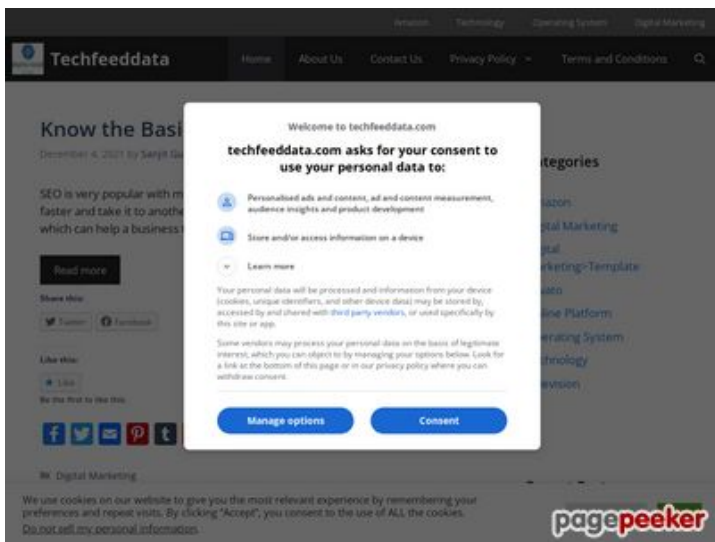 Amazon Technology Operating System Digital Marketing
Techfeeddata Home About Us Contact Us Privacy Policy Terms and Conditions
Know the Basi
December 4, 2021 by Sanjit
SEO is very popular with m
faster and take it to anothe
which can help a business
Read more
Share this:
Twitter Facebook
Like this:
Like
Be the first to like this.
Digital Marketing
Welcome to techfeeddata.com
techfeeddata.com asks for your consent to
use your personal data to:
Personalised ads and content, ad and content measurement,
audience insights and product development
Store and/or access information on a device
Learn more
Your personal data will be processed and information from your device
(cookies, unique identifiers, and other device data) may be stored by,
accessed by and shared with third party vendors, or used specifically by
this site or app.
Some vendors may process your personal data on the basis of legitimate
interest, which you can object to by managing your options below. Look for
a link at the bottom of this page or in our privacy policy where you can
withdraw consent.
Manage options Consent
tegories
azon
ital Marketing
ital
rketing>Template
ine Platform
erating System
hnology
evision
We use cookies on our website to give you the most relevant experience by remembering your
preferences and repeat visits. By clicking "Accept", you consent to the use of ALL the cookies.
Do not sell my personal information.
pagepeeker